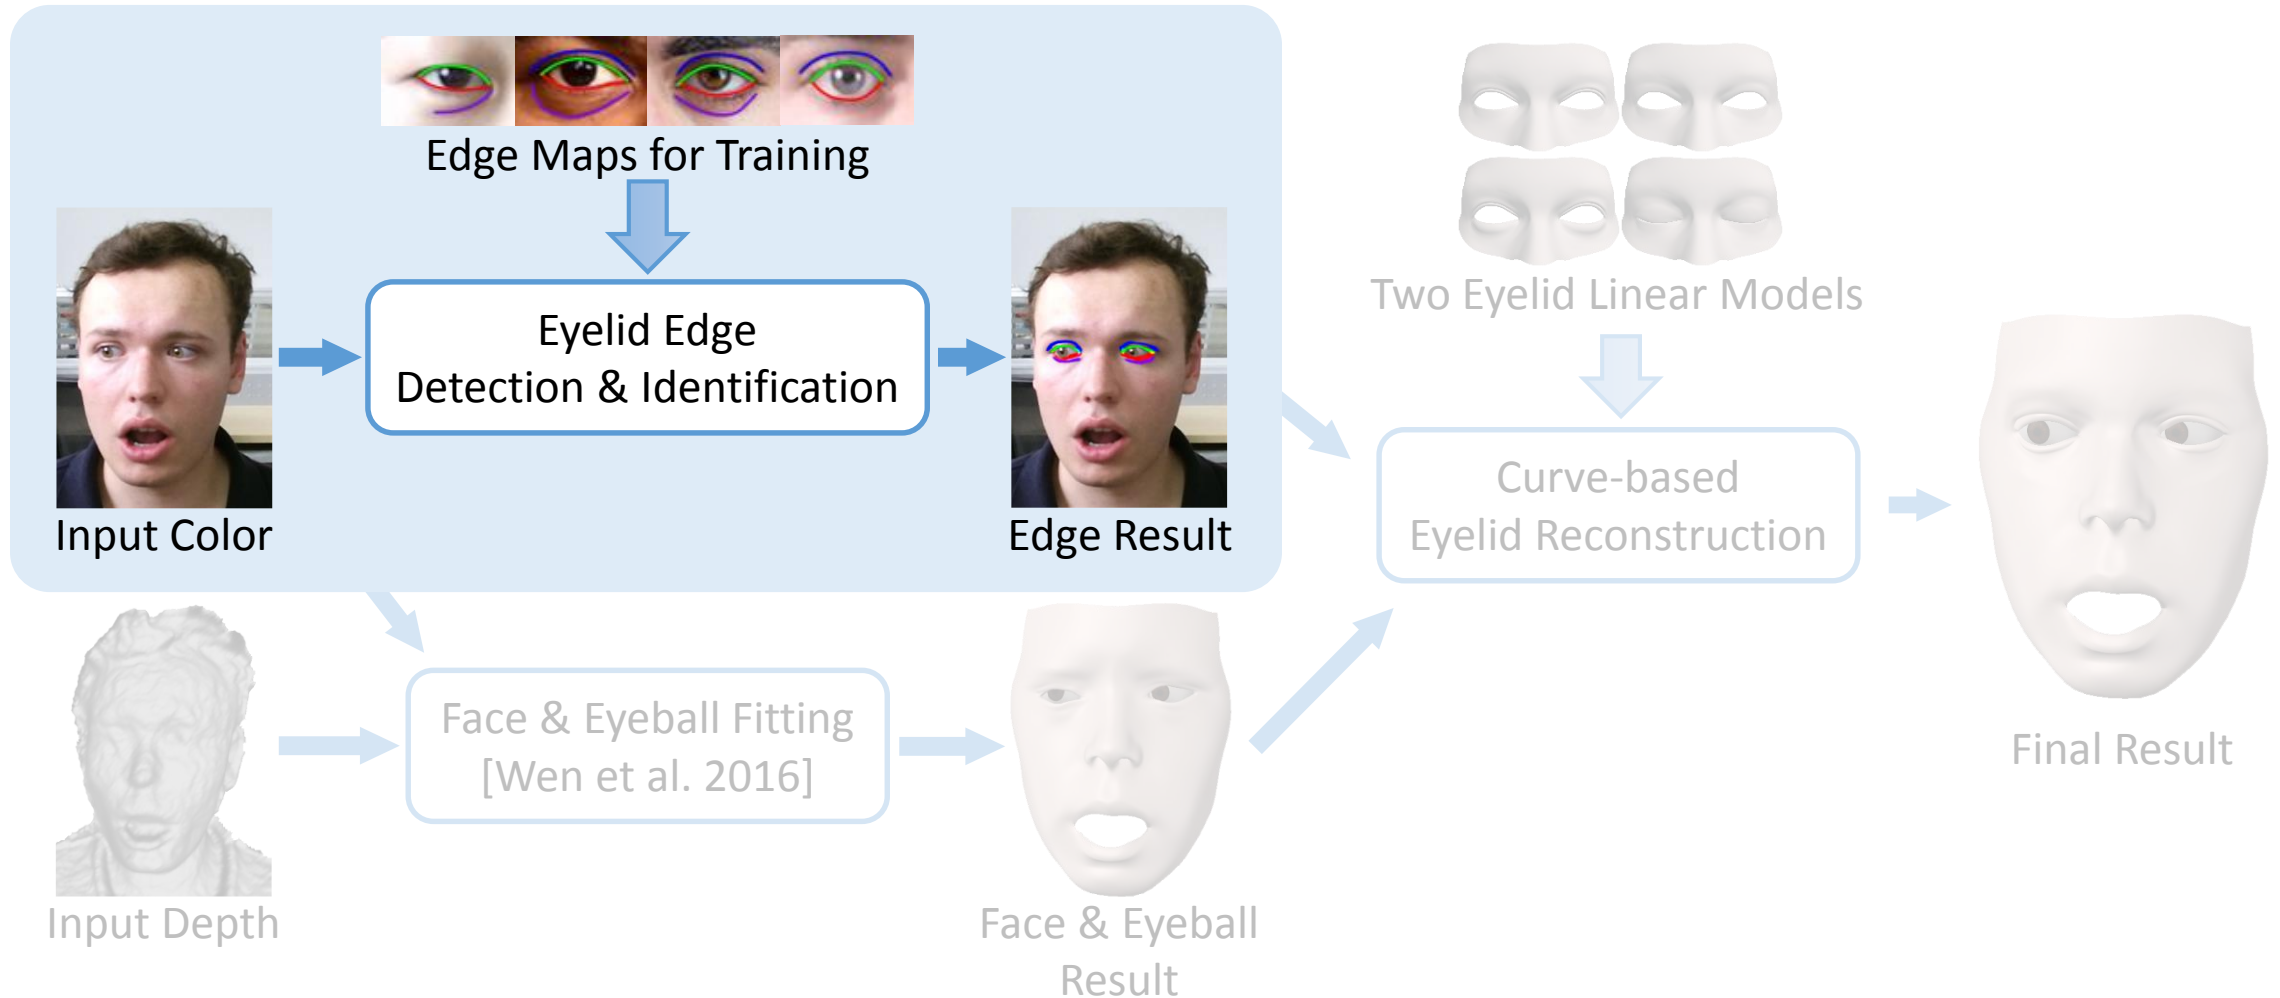 Edge Maps for Training
Eyelid Edge
Detection & Identification
Input Color
Edge Result
Two Eyelid Linear Models
Curve-based
Eyelid Reconstruction
Face & Eyeball Fitting
[Wen et al. 2016]
Final Result
Input Depth
Face & Eyeball
Result